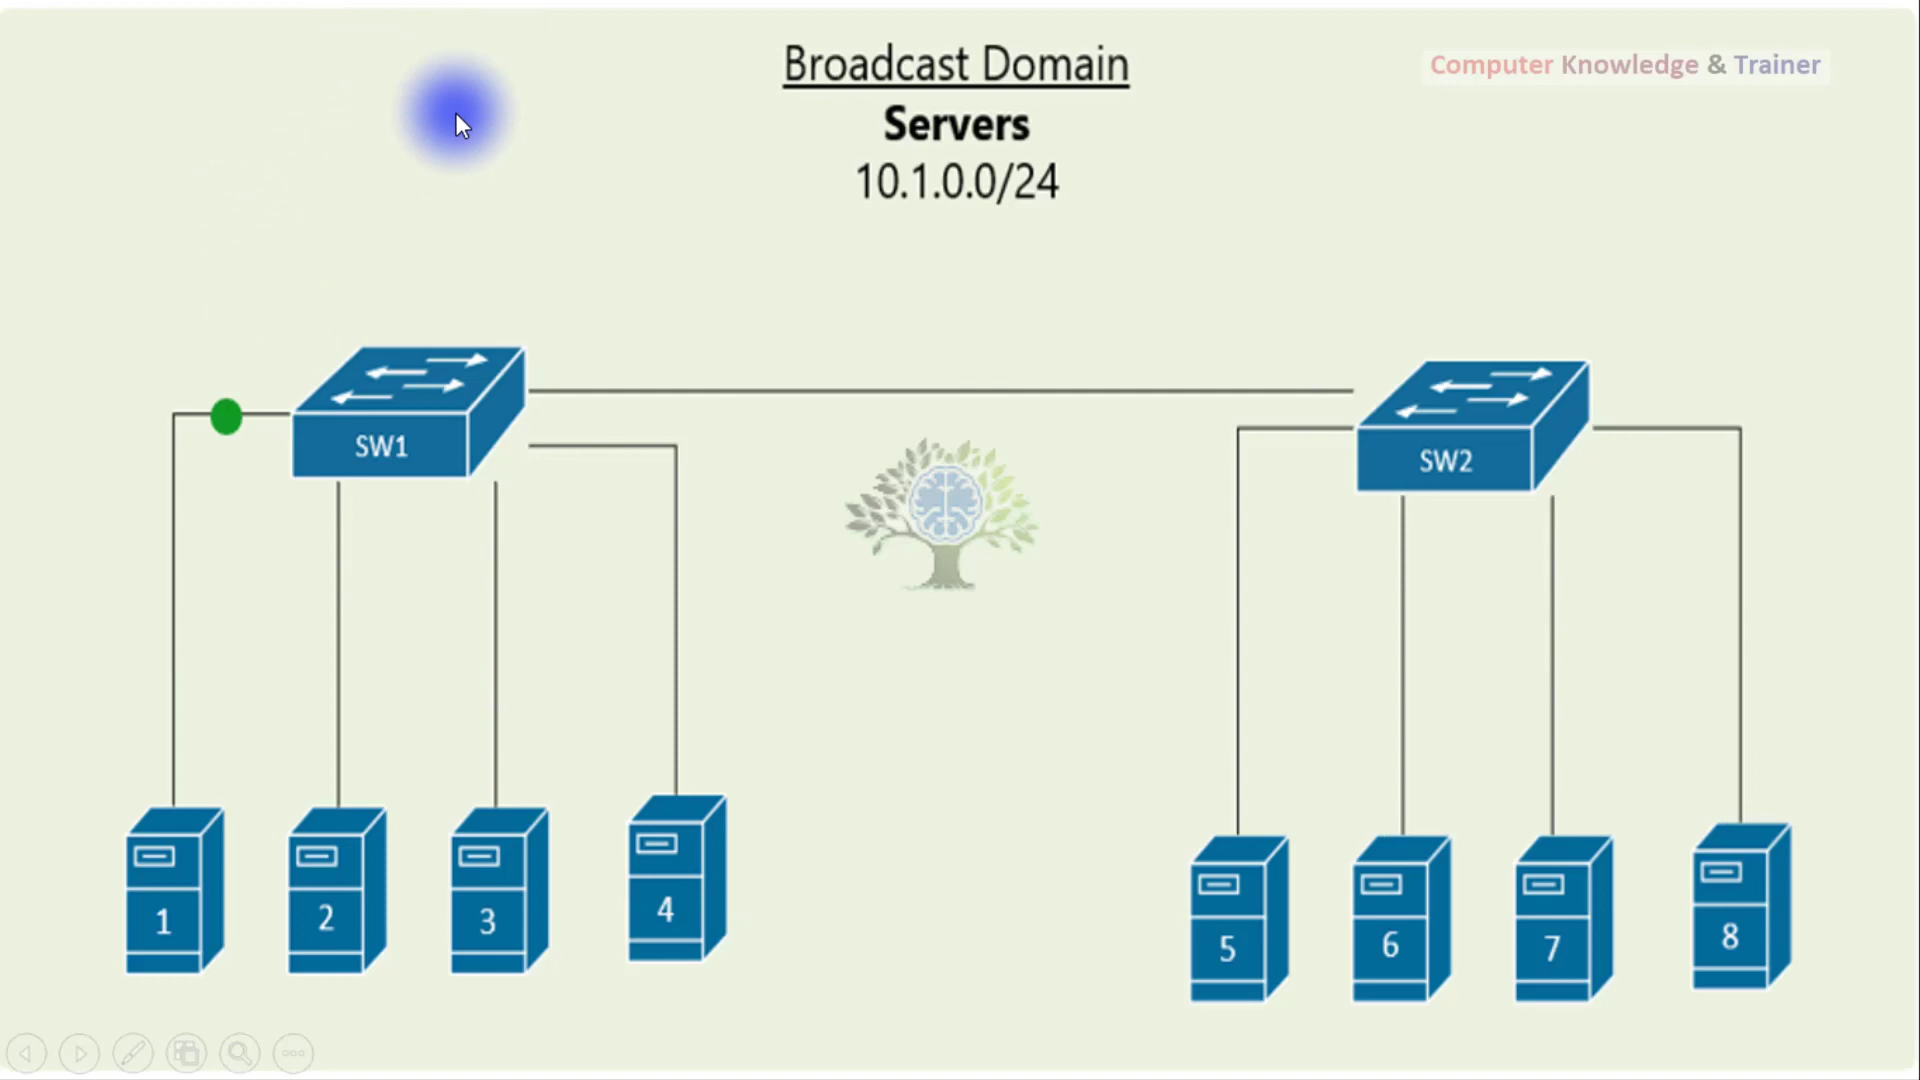 Broadcast Domain
Computer Knowledge & Trainer
Servers
10.1.0.0/24
SW1
SW2
1
2
3
4
5
6
7
8